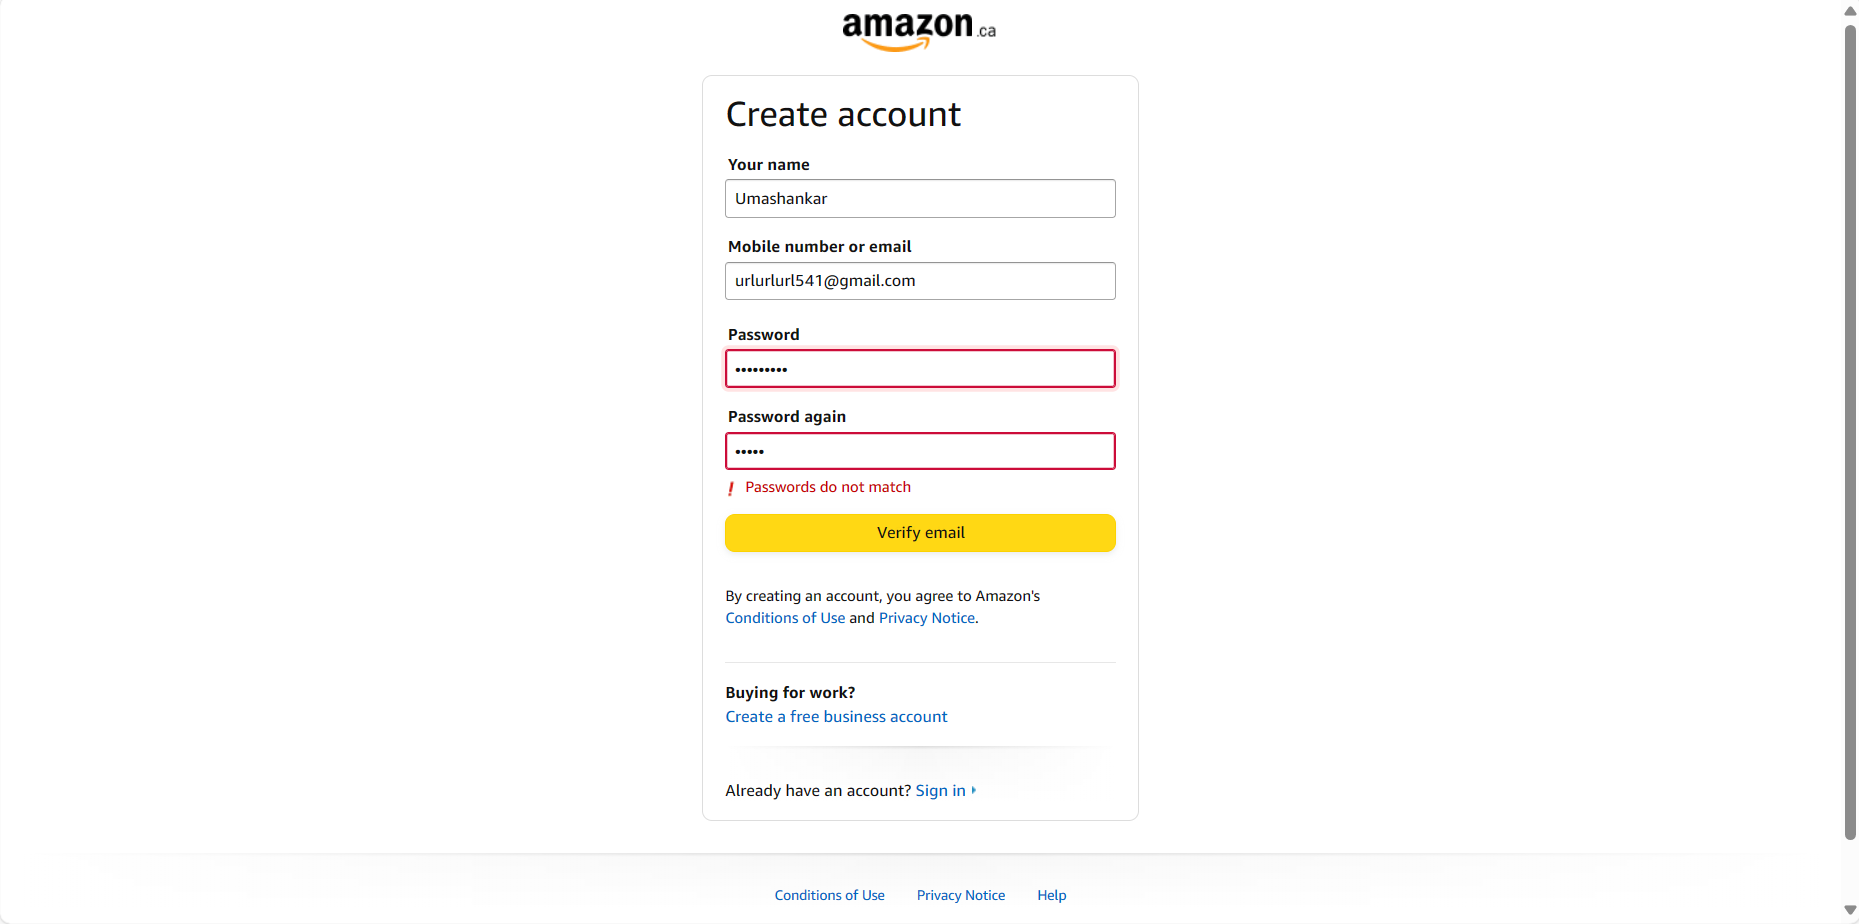 amazon.ca
Create account
Your name
Umashankar
Mobile number or email
urlurlurl541@gmail.com
Password
•••••••••
Password again
•••••
! Passwords do not match
Verify email
By creating an account, you agree to Amazon's
Conditions of Use and Privacy Notice.
Buying for work?
Create a free business account
Already have an account? Sign in
Conditions of Use Privacy Notice Help